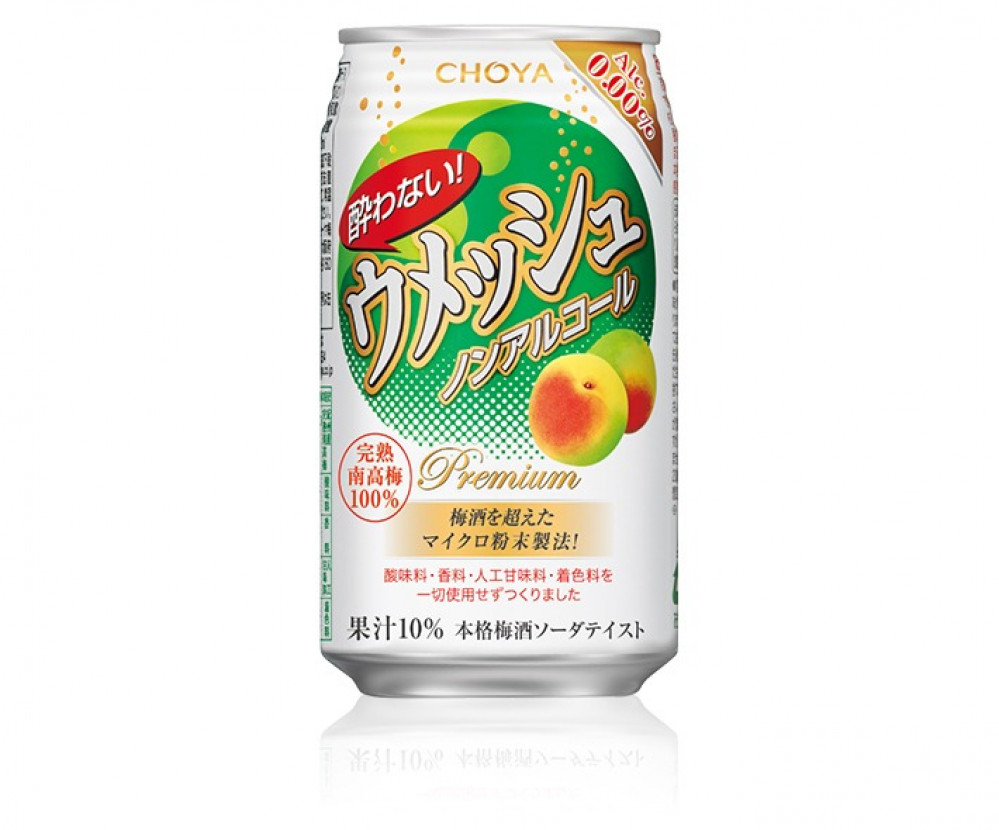 CHOYA
Alc.
0.00%
酔わない!
ウメッシュ
ノンアルコール
完熟
南高梅
100%
Premium
梅酒を超えた
マイクロ粉末製法!
酸味料・香料・人工甘味料・着色料を
一切使用せずつくりました
果汁10% 本格梅酒ソーダテイスト